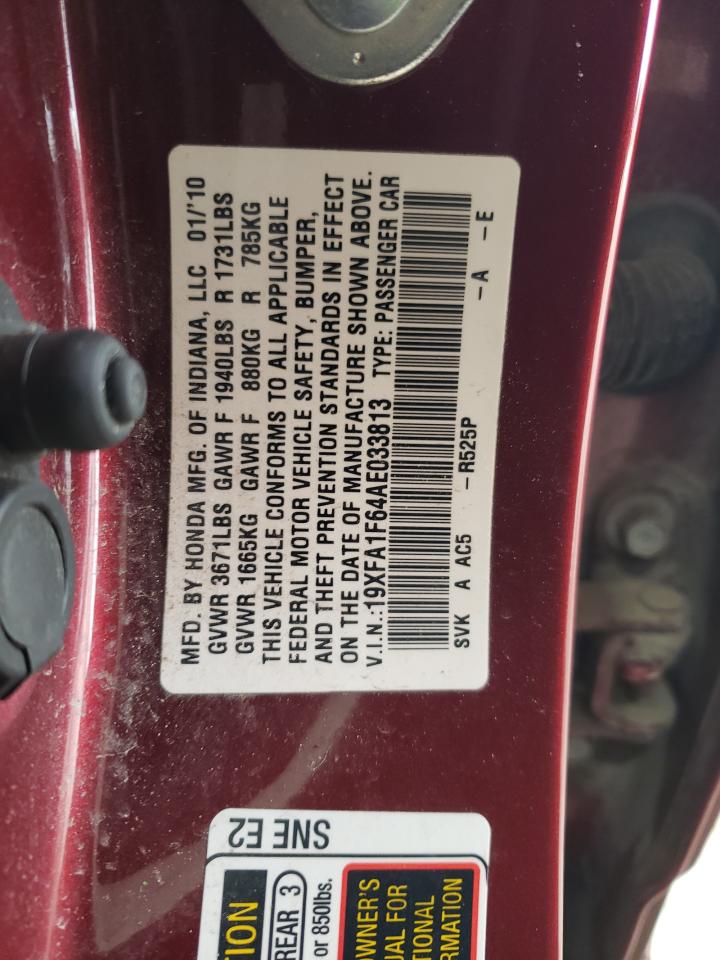 MFD. BY HONDA MFG. OF INDIANA, LLC 01/'10
GVWR 3671LBS GAWR F 1940LBS R 1731LBS
GVWR 1665KG GAWR F 880KG R 785KG
THIS VEHICLE CONFORMS TO ALL APPLICABLE
FEDERAL MOTOR VEHICLE SAFETY, BUMPER,
AND THEFT PREVENTION STANDARDS IN EFFECT
ON THE DATE OF MANUFACTURE SHOWN ABOVE.
V.I.N.:19XFA1F64AE033813 TYPE: PASSENGER CAR
SVK A AC5 -R525P -A -E
SNE E2
TION
REAR 3
or 850lbs.
OWNER'S
UAL FOR
TIONAL
RMATION